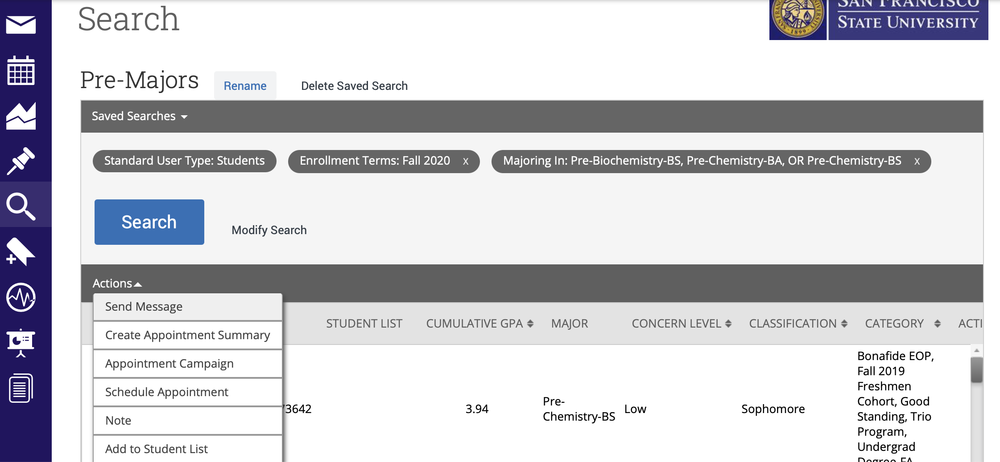 Search
SAN FRANCISCO
STATE UNIVERSITY
1899
Pre-Majors
Rename
Delete Saved Search
Saved Searches
Standard User Type: Students
Enrollment Terms: Fall 2020 x
Majoring In: Pre-Biochemistry-BS, Pre-Chemistry-BA, OR Pre-Chemistry-BS x
Search
Modify Search
Actions
Send Message
Create Appointment Summary
Appointment Campaign
Schedule Appointment
Note
Add to Student List
STUDENT LIST
CUMULATIVE GPA
MAJOR
CONCERN LEVEL
CLASSIFICATION
CATEGORY
ACTI
73642
3.94
Pre-
Chemistry-BS
Low
Sophomore
Bonafide EOP,
Fall 2019
Freshmen
Cohort, Good
Standing, Trio
Program,
Undergrad
Degree FA